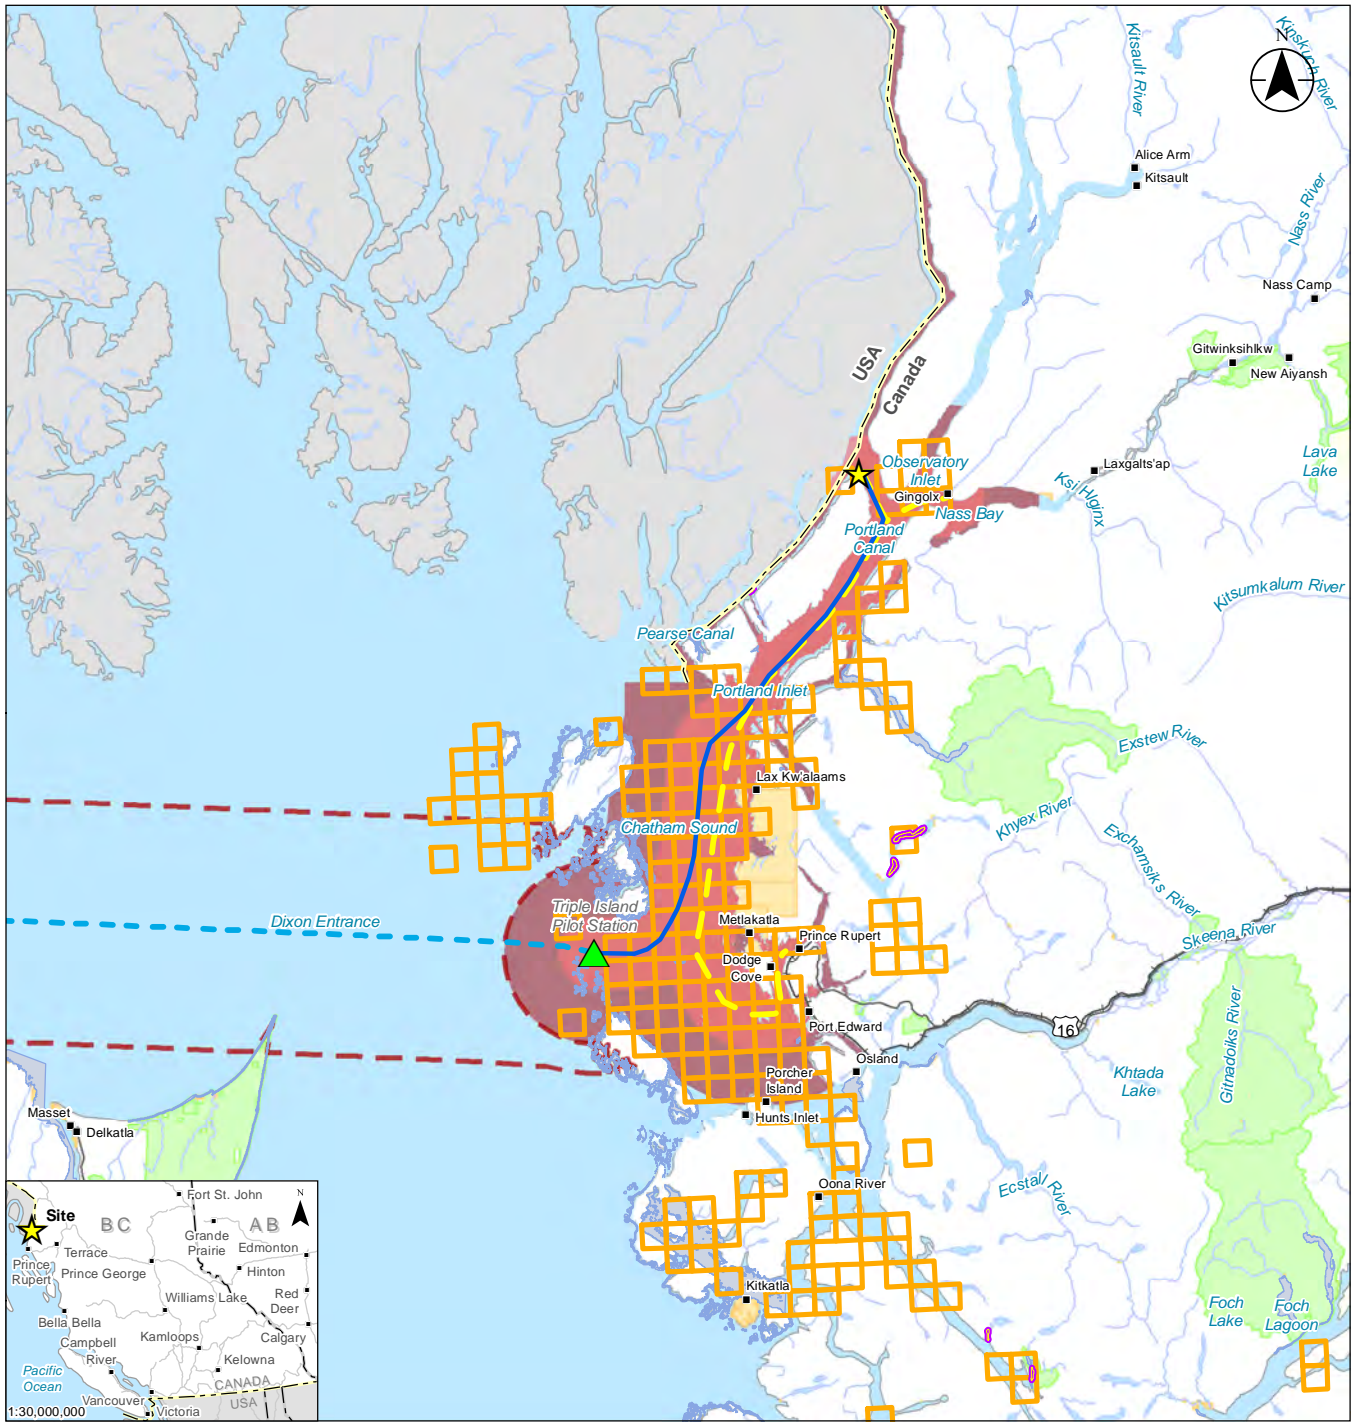 Kitsault River
Kinskuch River
N
Alice Arm
Kitsault
Nass River
Nass Camp
Gitwinksihlkw
New Aiyansh
USA
Canada
Lava
Lake
Observatory
Inlet
Laxgalts'ap
Gingolx
Ksi Hlginx
Nass Bay
Portland
Canal
Kitsumkalum River
Pearse Canal
Portland Inlet
Exstew River
Lax Kw'alaams
Khyex River
Chatham Sound
Exchamsiks River
Triple Island
Pilot Station
Dixon Entrance
Metlakatla
Prince Rupert
Skeena River
Dodge
Cove
Port Edward
16
Gitnadoiks River
Osland
Khtada
Lake
Porcher
Island
Hunts Inlet
Masset
Delkatla
Oona River
Ecstall River
Kitkatla
Foch
Lake
Foch
Lagoon
Fort St. John
N
Site
BC
AB
Grande
Prairie
Edmonton
Terrace
Prince
Rupert
Prince George
Hinton
Williams Lake
Red
Deer
Bella Bella
Campbell
River
Kamloops
Calgary
Kelowna
Pacific
Ocean
CANADA
USA
Vancouver
Victoria
1:30,000,000